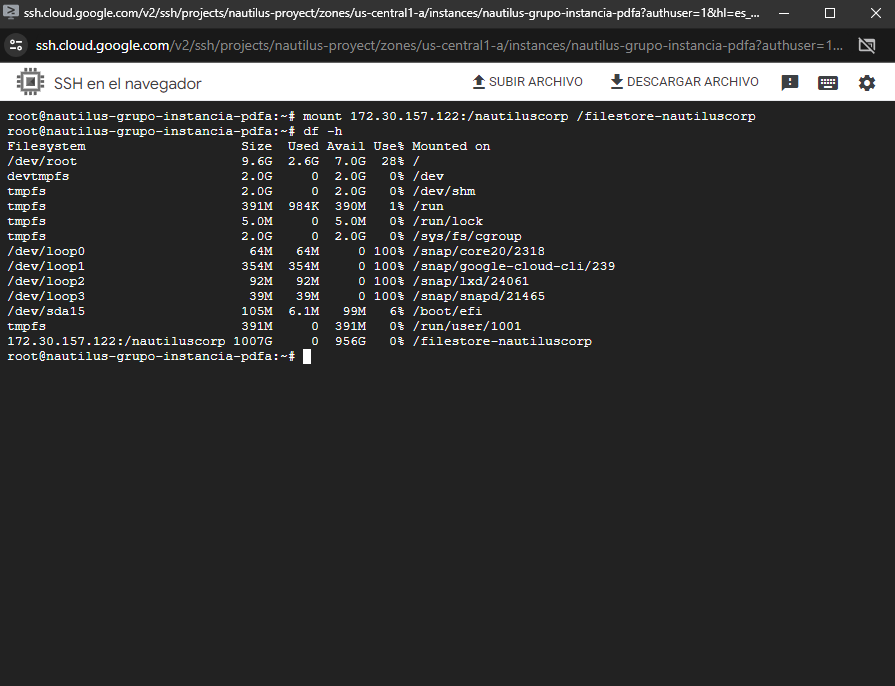 ssh.cloud.google.com/v2/ssh/projects/nautilus-proyect/zones/us-central1-a/instances/nautilus-grupo-instancia-pdfa?authuser=1&hl=es_...
ssh.cloud.google.com/v2/ssh/projects/nautilus-proyect/zones/us-central1-a/instances/nautilus-grupo-instancia-pdfa?authuser=1...
SSH en el navegador SUBIR ARCHIVO DESCARGAR ARCHIVO
root@nautilus-grupo-instancia-pdfa:~# mount 172.30.157.122:/nautiluscorp /filestore-nautiluscorp
root@nautilus-grupo-instancia-pdfa:~# df -h
Filesystem                    Size  Used Avail Use% Mounted on
/dev/root                     9.6G  2.6G  7.0G  28% /
devtmpfs                      2.0G     0  2.0G   0% /dev
tmpfs                         2.0G     0  2.0G   0% /dev/shm
tmpfs                         391M  984K  390M   1% /run
tmpfs                         5.0M     0  5.0M   0% /run/lock
tmpfs                         2.0G     0  2.0G   0% /sys/fs/cgroup
/dev/loop0                     64M   64M     0 100% /snap/core20/2318
/dev/loop1                    354M  354M     0 100% /snap/google-cloud-cli/239
/dev/loop2                     92M   92M     0 100% /snap/lxd/24061
/dev/loop3                     39M   39M     0 100% /snap/snapd/21465
/dev/sda15                    105M  6.1M   99M   6% /boot/efi
tmpfs                         391M     0  391M   0% /run/user/1001
172.30.157.122:/nautiluscorp 1007G     0  956G   0% /filestore-nautiluscorp
root@nautilus-grupo-instancia-pdfa:~#